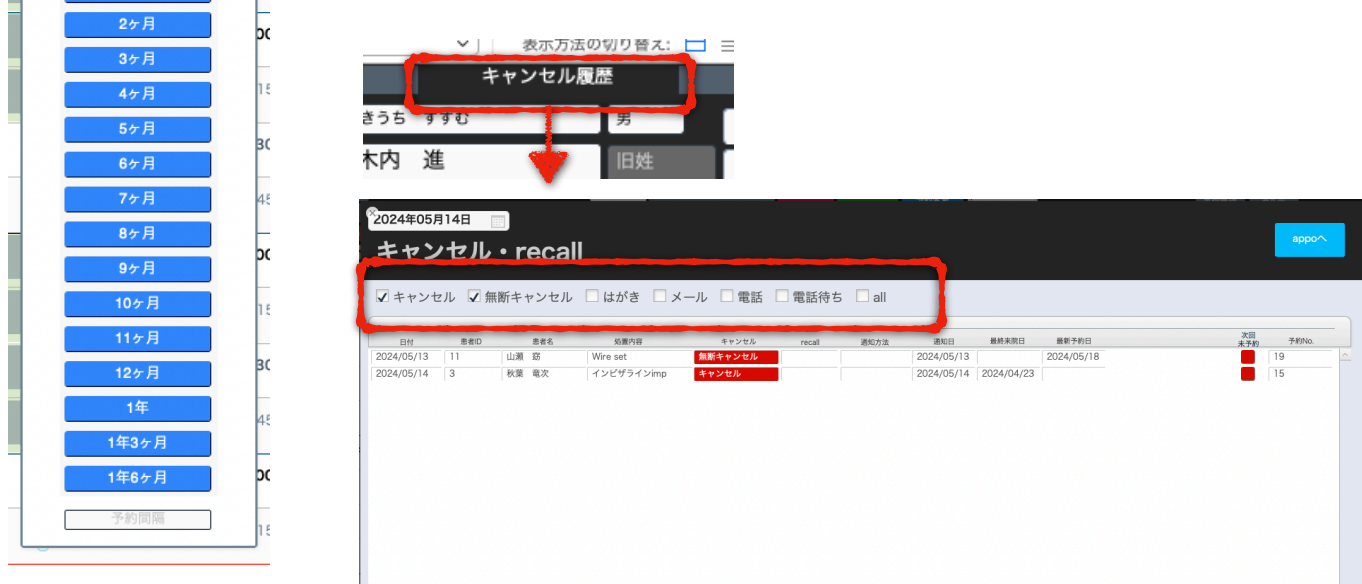 2ヶ月
3ヶ月
4ヶ月
5ヶ月
6ヶ月
7ヶ月
8ヶ月
9ヶ月
10ヶ月
11ヶ月
12ヶ月
1年
1年3ヶ月
1年6ヶ月
予約間隔
表示方法の切り替え:
キャンセル履歴
きうち すすむ 男
木内 進 旧姓
2024年05月14日
キャンセル・recall
appoへ
キャンセル 無断キャンセル はがき メール 電話 電話待ち all
日付 患者ID 患者名 処置内容 キャンセル recall 通知方法 通知日 最終来院日 最新予約日 次回未予約 予約No.
2024/05/13 11 山瀬 窈 Wire set 無断キャンセル 2024/05/13 2024/05/18 19
2024/05/14 3 秋葉 竜次 インビザラインimp キャンセル 2024/05/14 2024/04/23 15